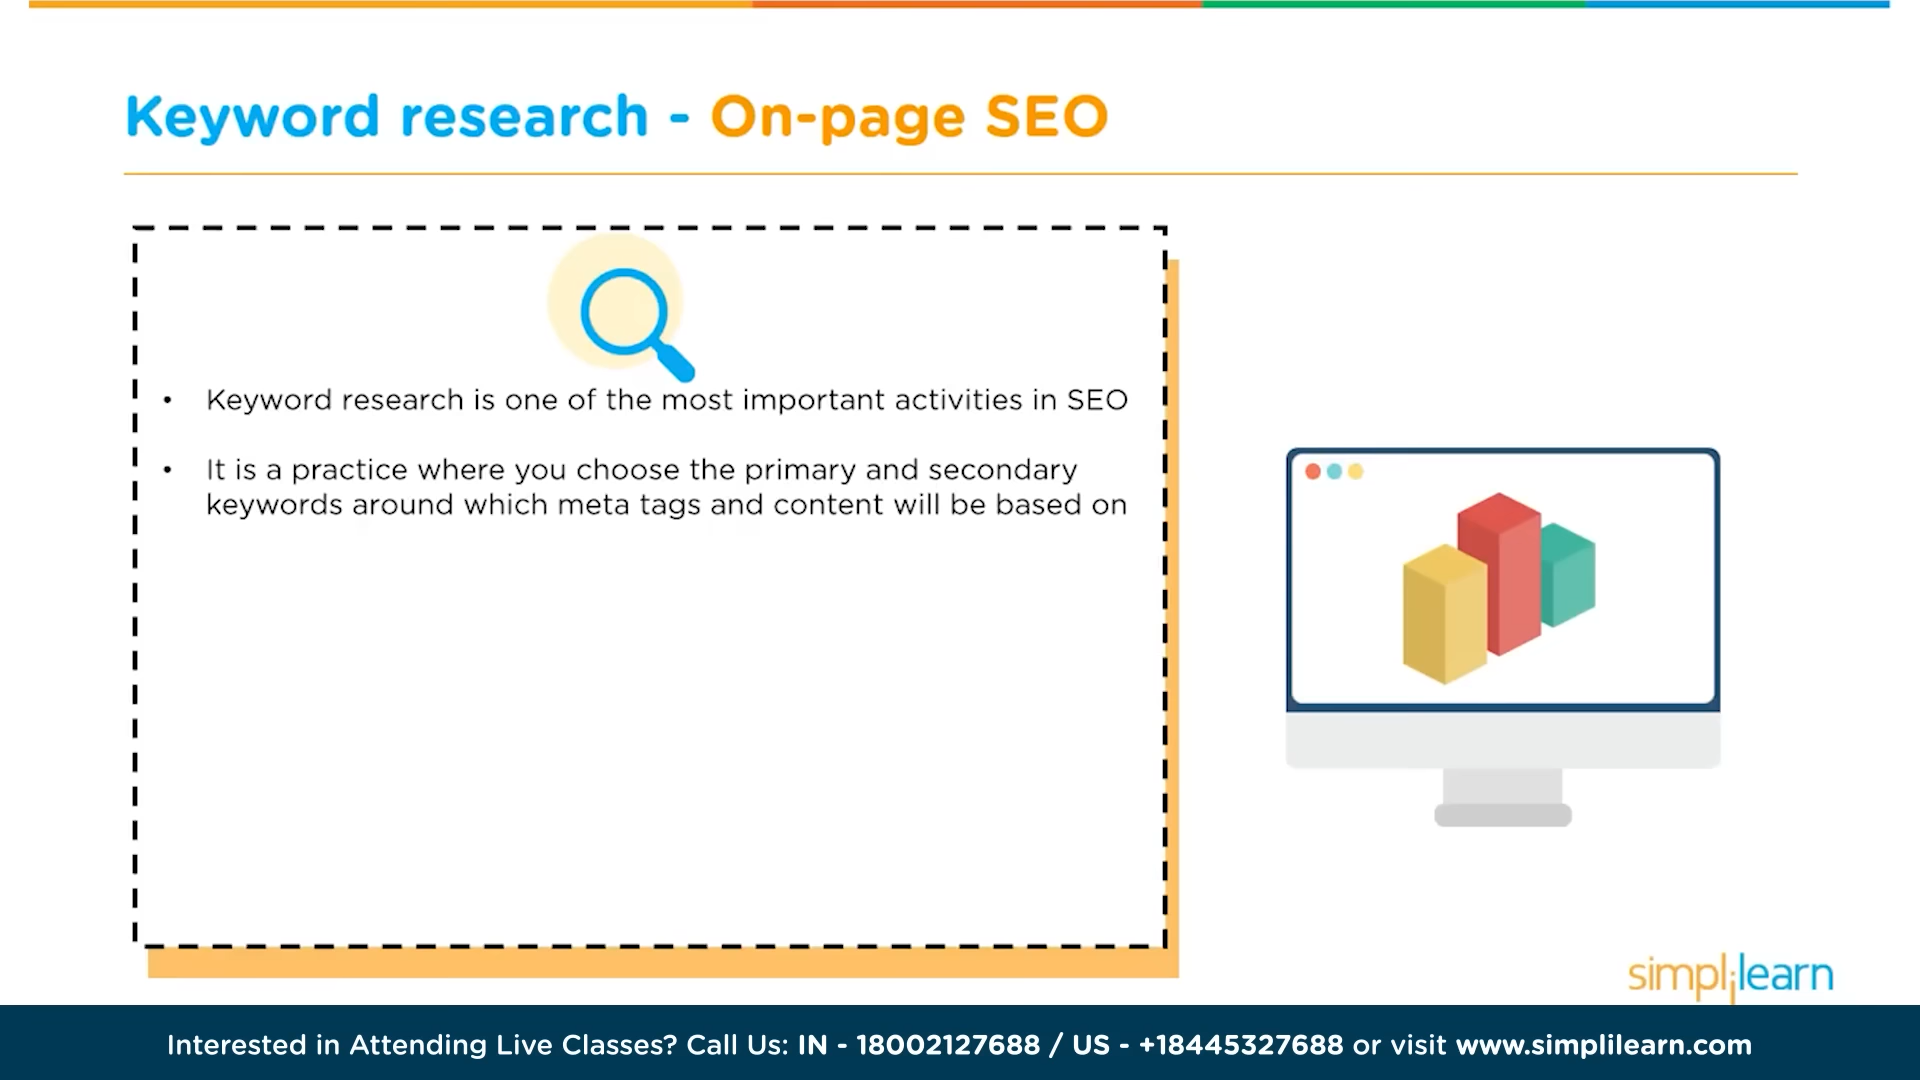 Keyword research - On-page SEO
• Keyword research is one of the most important activities in SEO
• It is a practice where you choose the primary and secondary
keywords around which meta tags and content will be based on
simplilearn
Interested in Attending Live Classes? Call Us: IN - 18002127688 / US - +18445327688 or visit www.simplilearn.com